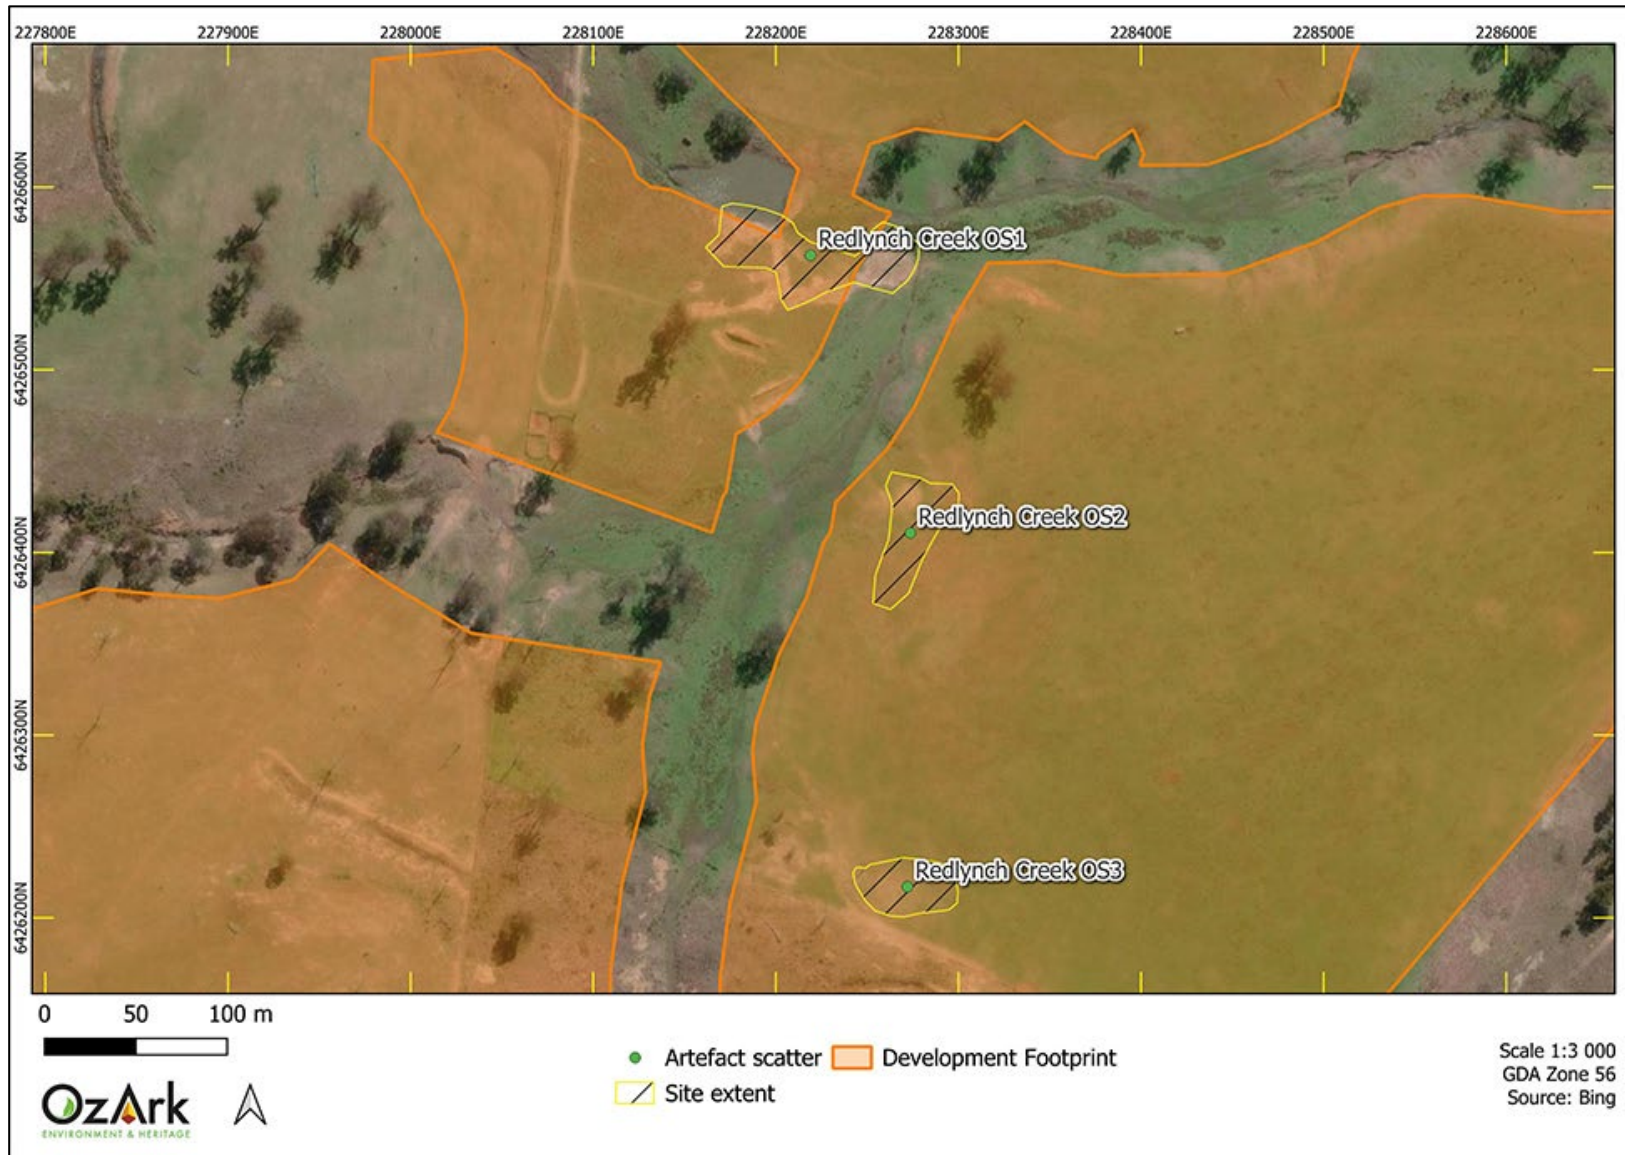 227800E 227900E 228000E 228100E 228200E 228300E 228400E 228500E 228600E
6426600N
6426500N
6426400N
6426300N
6426200N
Redlynch Creek OS1
Redlynch Creek OS2
Redlynch Creek OS3
0 50 100 m
Artefact scatter Development Footprint
Site extent
Scale 1:3 000
GDA Zone 56
Source: Bing
OzArk
ENVIRONMENT & HERITAGE